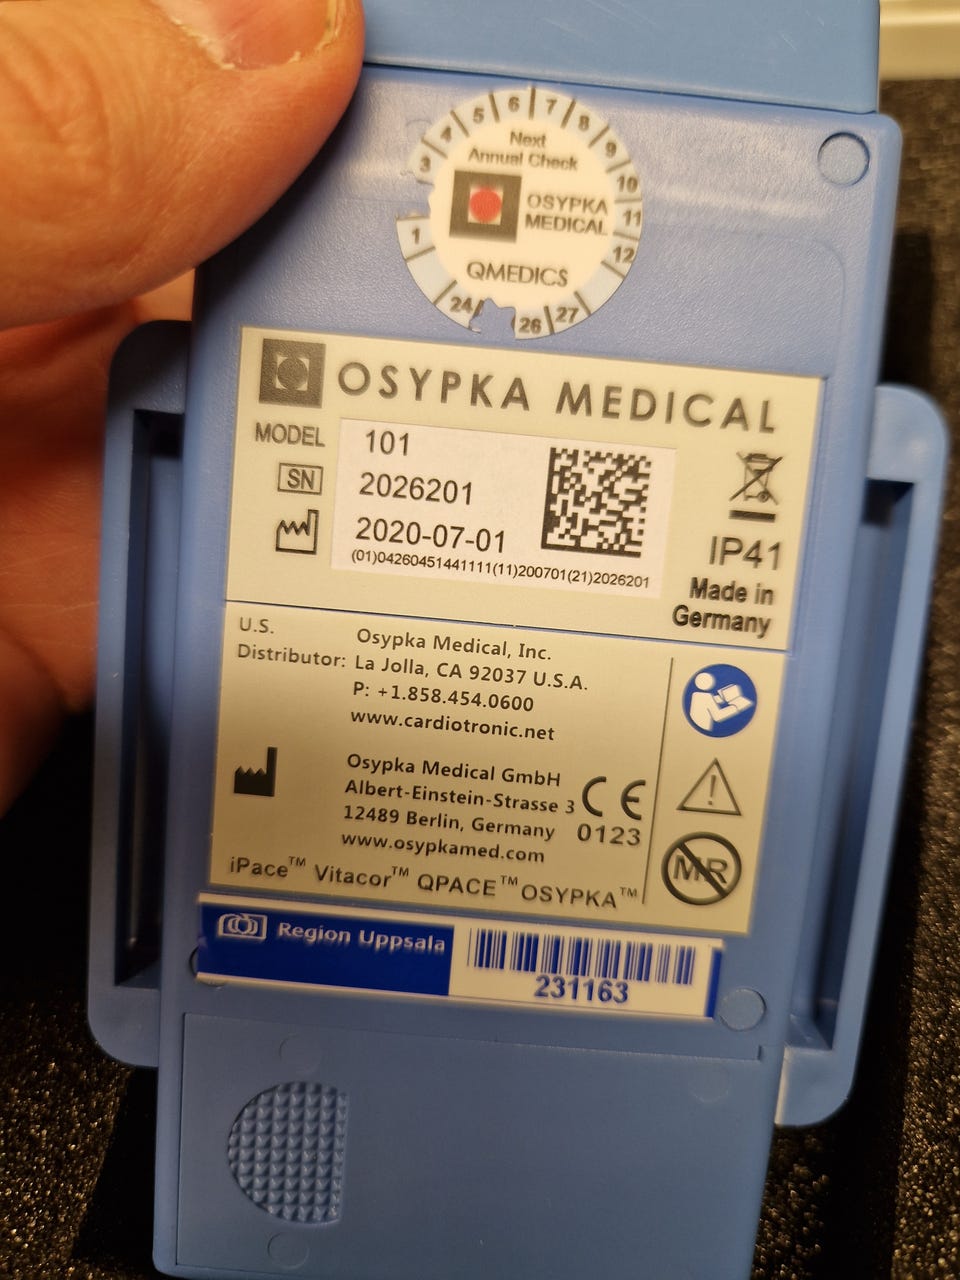 1 3 4 5 6 7 8 9 10 11 12
Next
Annual Check
OSYPKA
MEDICAL
QMEDICS
24 26 27
OSYPKA MEDICAL
MODEL 101
SN 2026201
2020-07-01
(01)04260451441111(11)200701(21)2026201
IP41
Made in
Germany
U.S.
Distributor:
Osypka Medical, Inc.
La Jolla, CA 92037 U.S.A.
P: +1.858.454.0600
www.cardiotronic.net
Osypka Medical GmbH
Albert-Einstein-Strasse 3
12489 Berlin, Germany
www.osypkamed.com
CE
0123
MR
iPace™ Vitacor™ QPACE™ OSYPKA™
Region Uppsala
231163